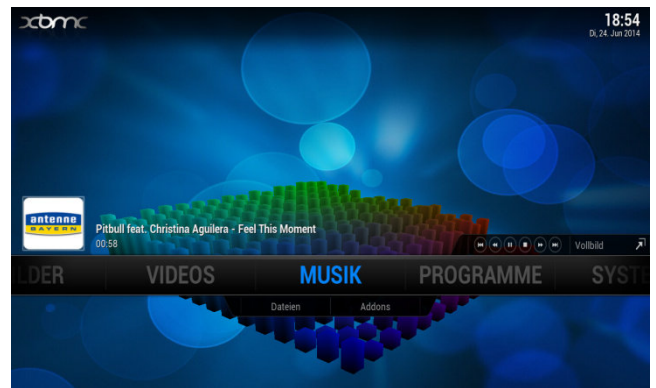 xbmc
18:54
Di, 24. Jun 2014
antenne
BAYERN
Pitbull feat. Christina Aguilera - Feel This Moment
00:58
Vollbild
LDER VIDEOS MUSIK PROGRAMME SYST
Dateien Addons